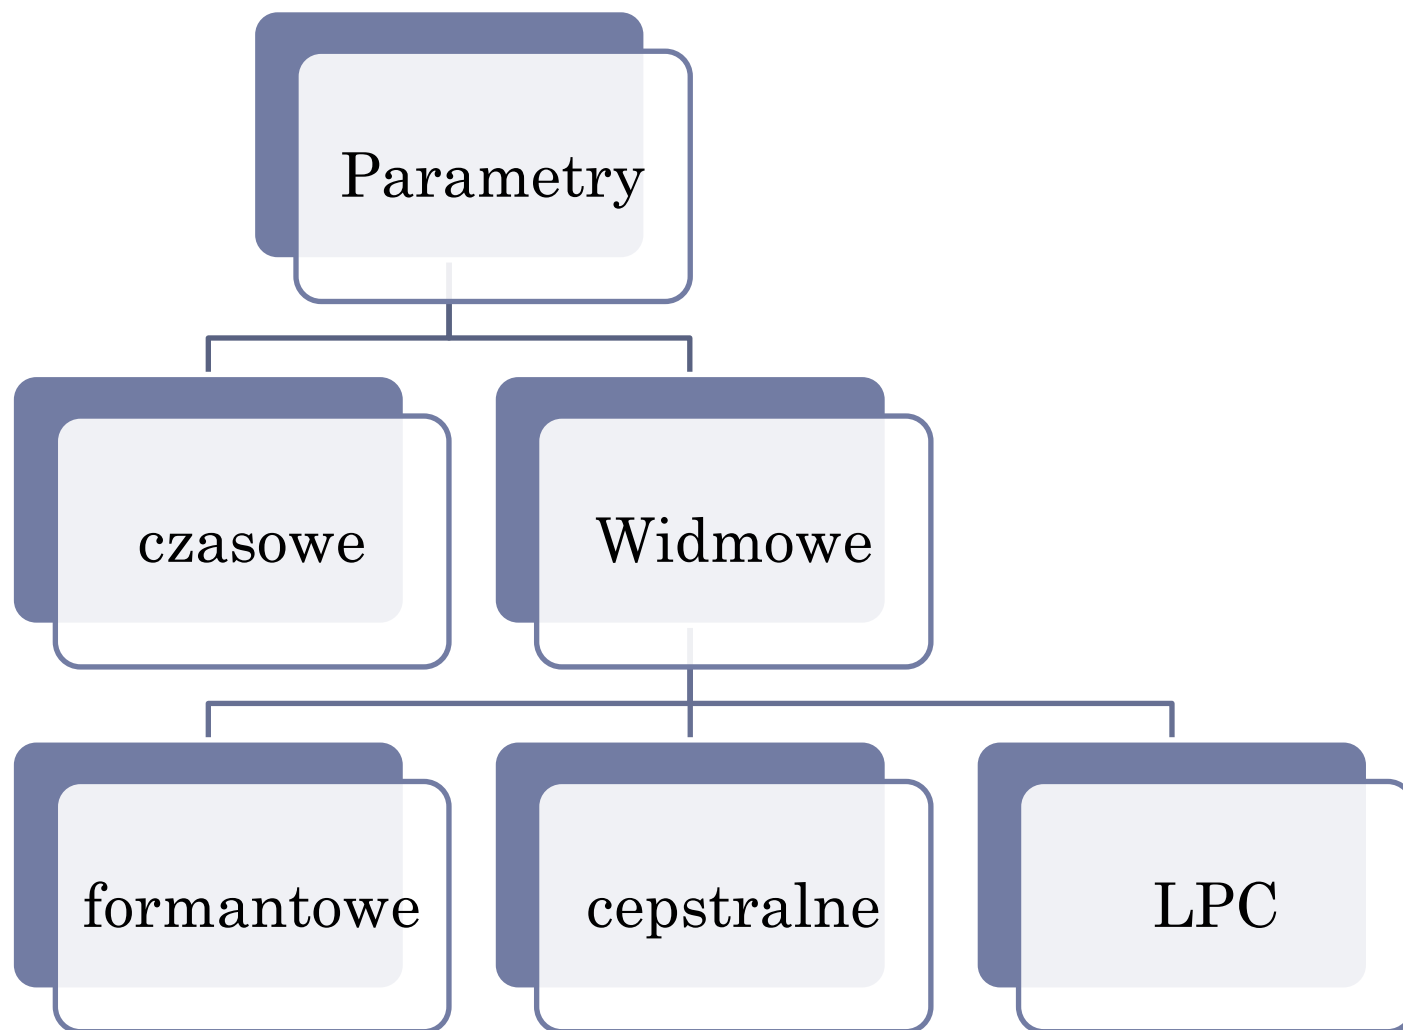 Parametry
czasowe
Widmowe
formantowe
cepstralne
LPC